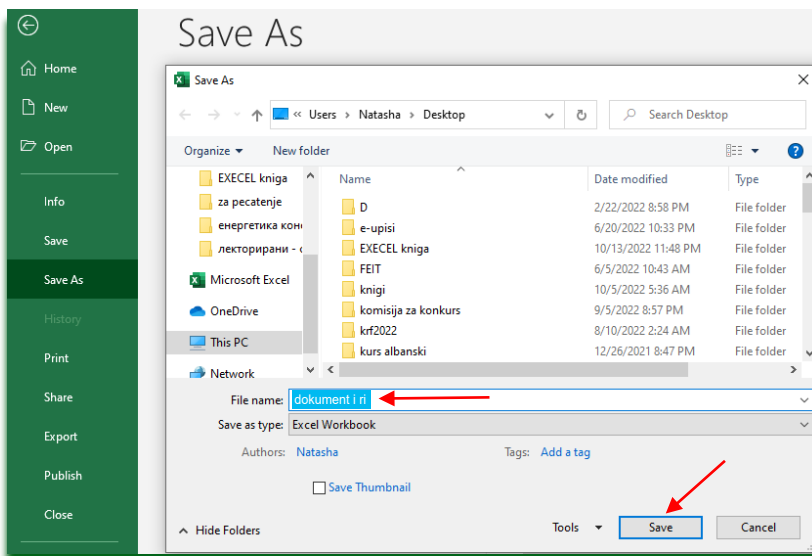 Save As
Home
New
Open
Info
Save
Save As
History
Print
Share
Export
Publish
Close
Save As
« Users > Natasha > Desktop
Search Desktop
Organize
New folder
EXECEL kniga
za pecatenje
енергетика кон
лекторирани - с
Microsoft Excel
OneDrive
This PC
Network
Name Date modified Type
D 2/22/2022 8:58 PM File folder
e-upisi 6/20/2022 10:33 PM File folder
EXECEL kniga 10/13/2022 11:48 PM File folder
FEIT 6/5/2022 10:43 AM File folder
knigi 10/5/2022 5:36 AM File folder
komisija za konkurs 9/5/2022 8:57 PM File folder
krf2022 8/10/2022 2:24 AM File folder
kurs albanski 12/26/2021 8:47 PM File folder
File name: dokument i ri
Save as type: Excel Workbook
Authors: Natasha Tags: Add a tag
Save Thumbnail
Hide Folders
Tools Save Cancel